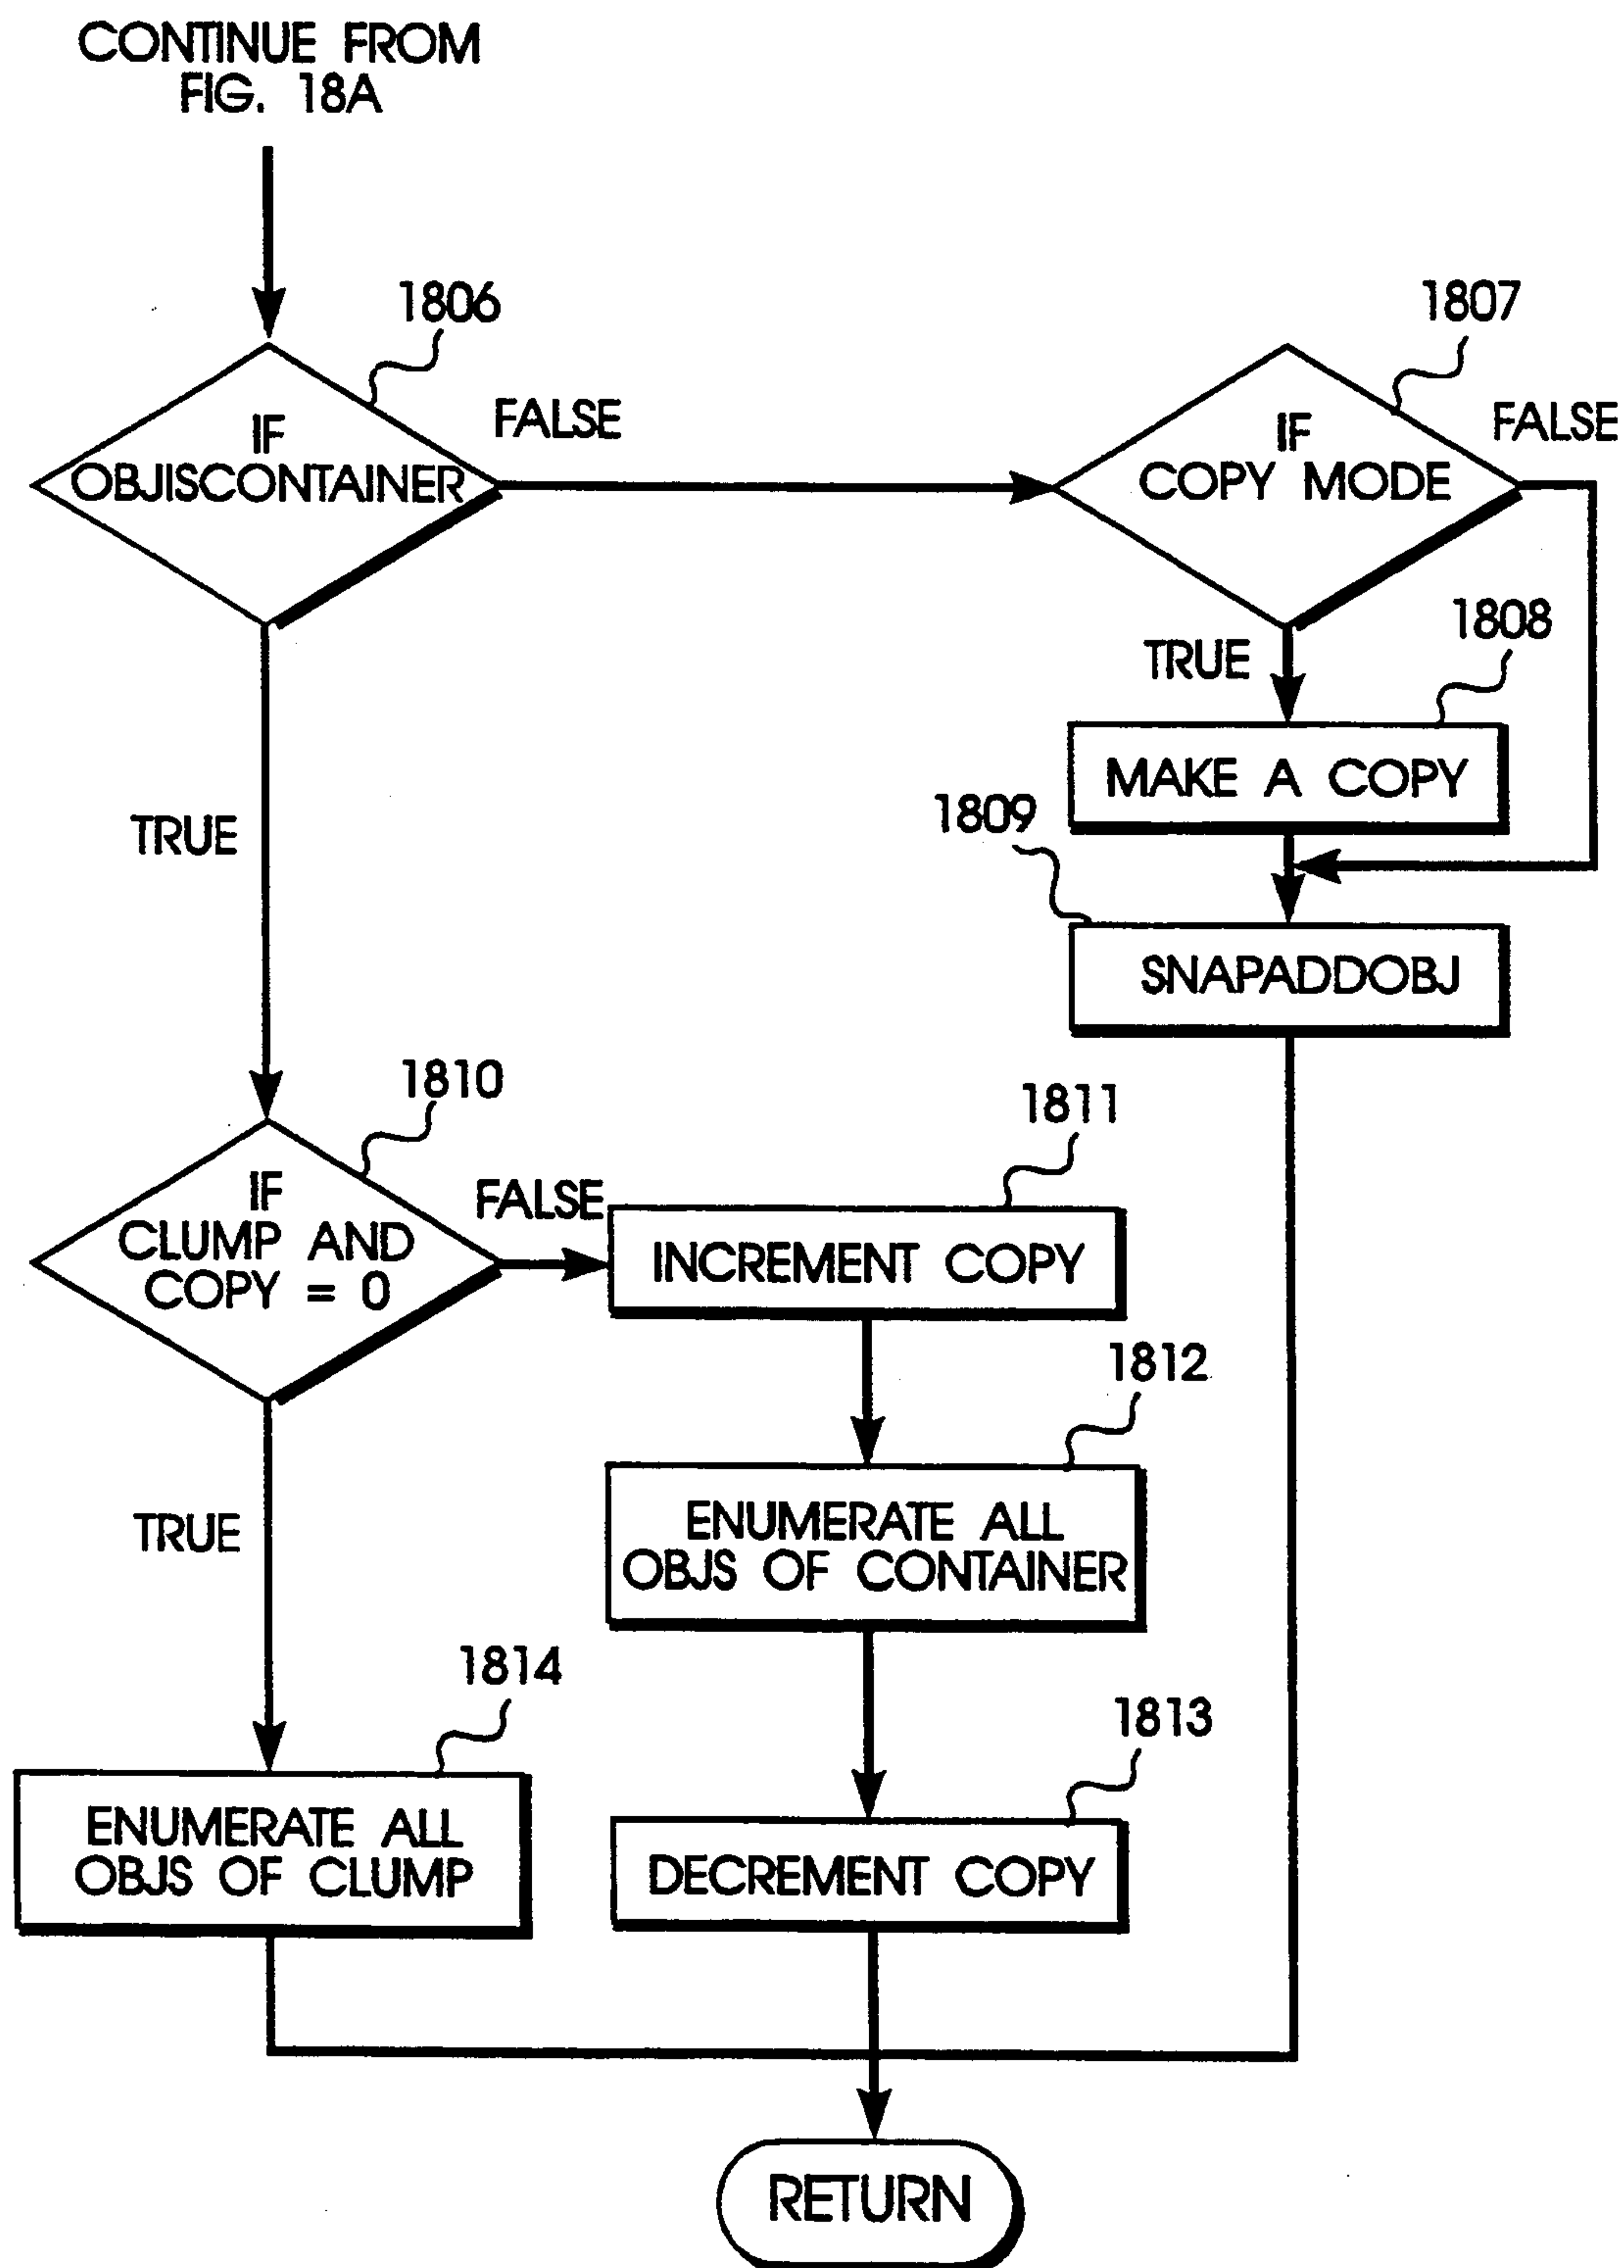 CONTINUE FROM
FIG. 18A
1806
1807
IF
OBJISCONTAINER
FALSE
IF
COPY MODE
FALSE
TRUE
1808
MAKE A COPY
TRUE
1809
SNAPADDOBJ
1810
1811
IF
CLUMP AND
COPY = 0
FALSE
INCREMENT COPY
1812
ENUMERATE ALL
OBJS OF CONTAINER
TRUE
1814
1813
ENUMERATE ALL
OBJS OF CLUMP
DECREMENT COPY
RETURN